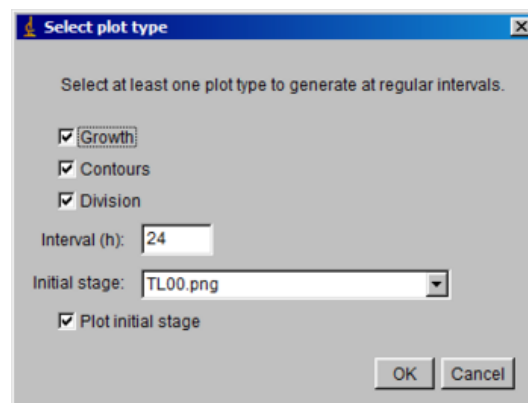 Select plot type
Select at least one plot type to generate at regular intervals.
Growth
Contours
Division
Interval (h): 24
Initial stage: TL00.png
Plot initial stage
OK Cancel